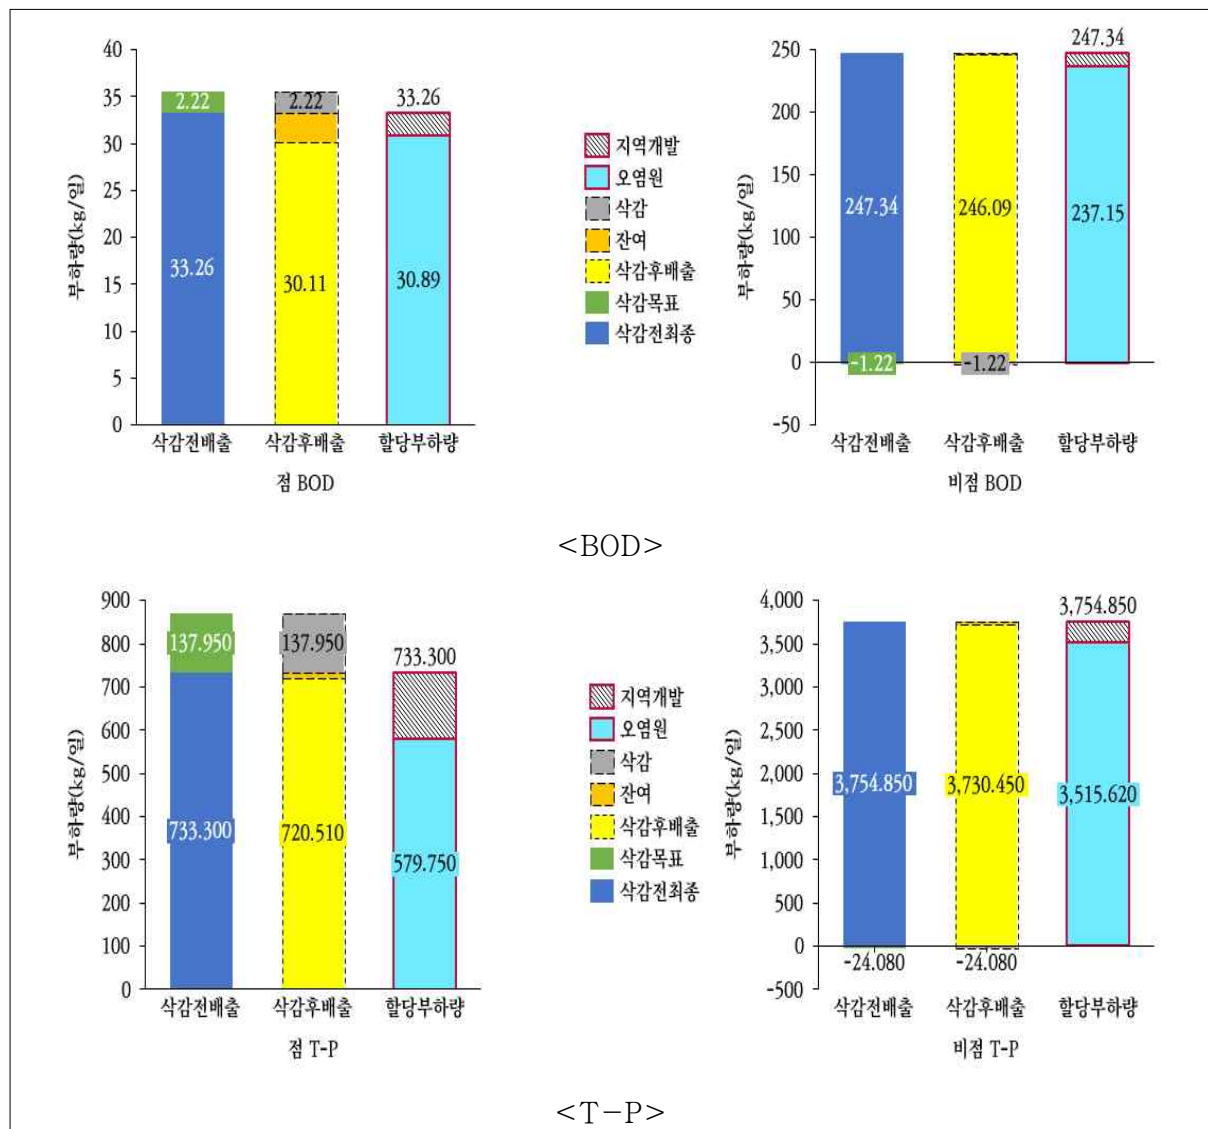 40
35
30
25
20
15
10
5
0
부하량(kg/일)
2.22
33.26
2.22
30.11
33.26
30.89
삭감전배출 삭감후배출 할당부하량
점 BOD
지역개발
오염원
삭감
잔여
삭감후배출
삭감목표
삭감전최종
250
200
150
100
50
0
-50
부하량(kg/일)
247.34
-1.22
246.09
-1.22
247.34
237.15
삭감전배출 삭감후배출 할당부하량
비점 BOD
<BOD>
900
800
700
600
500
400
300
200
100
0
부하량(kg/일)
137.950
733.300
137.950
720.510
733.300
579.750
삭감전배출 삭감후배출 할당부하량
점 T-P
지역개발
오염원
삭감
잔여
삭감후배출
삭감목표
삭감전최종
4,000
3,500
3,000
2,500
2,000
1,500
1,000
500
0
-500
부하량(kg/일)
3,754.850
-24.080
3,730.450
-24.080
3,754.850
3,515.620
삭감전배출 삭감후배출 할당부하량
비점 T-P
<T-P>